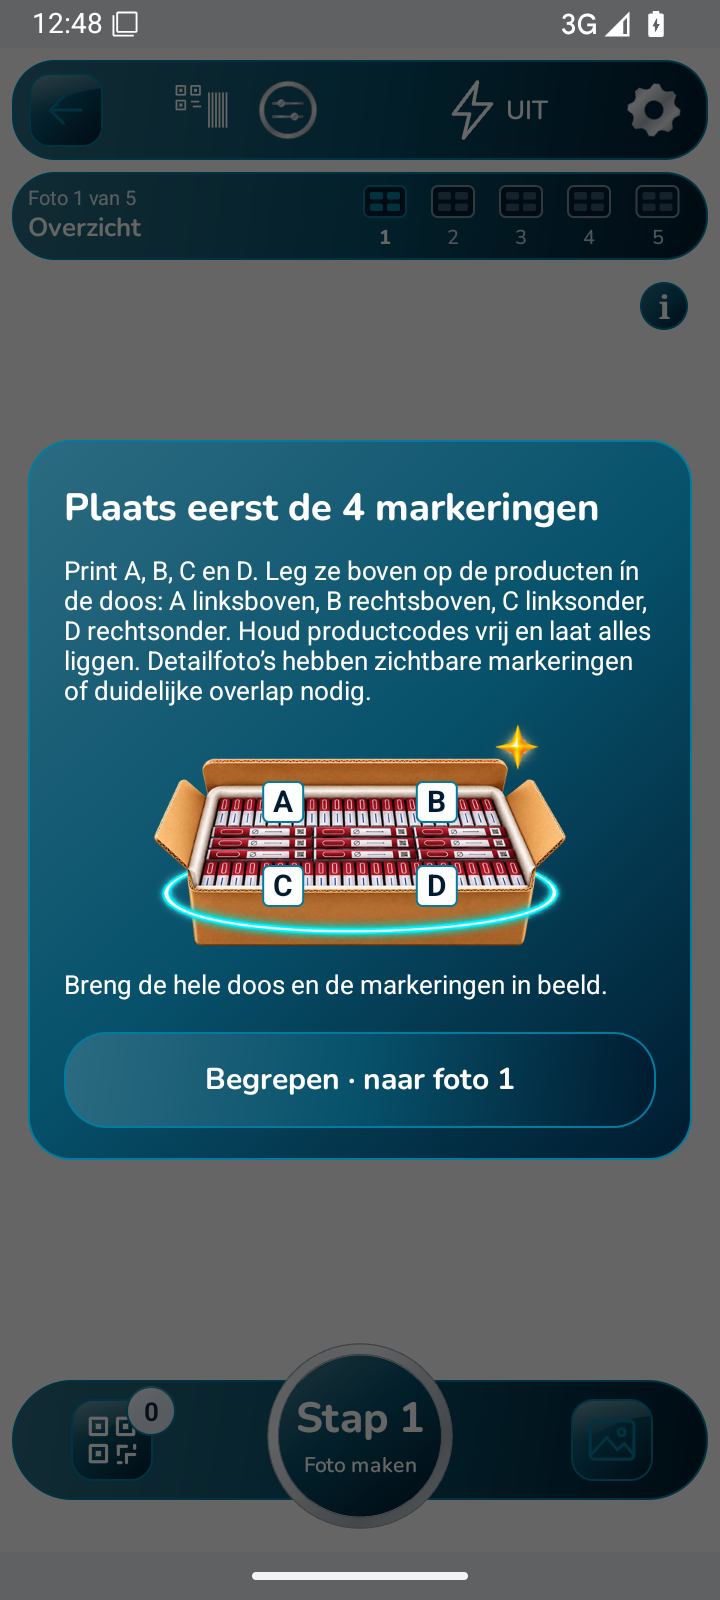 12:48
3G
UIT
Foto 1 van 5
Overzicht
1 2 3 4 5
i
Plaats eerst de 4 markeringen
Print A, B, C en D. Leg ze boven op de producten ín
de doos: A linksboven, B rechtsboven, C linksonder,
D rechtsonder. Houd productcodes vrij en laat alles
liggen. Detailfoto’s hebben zichtbare markeringen
of duidelijke overlap nodig.
A B
C D
Breng de hele doos en de markeringen in beeld.
Begrepen · naar foto 1
0
Stap 1
Foto maken